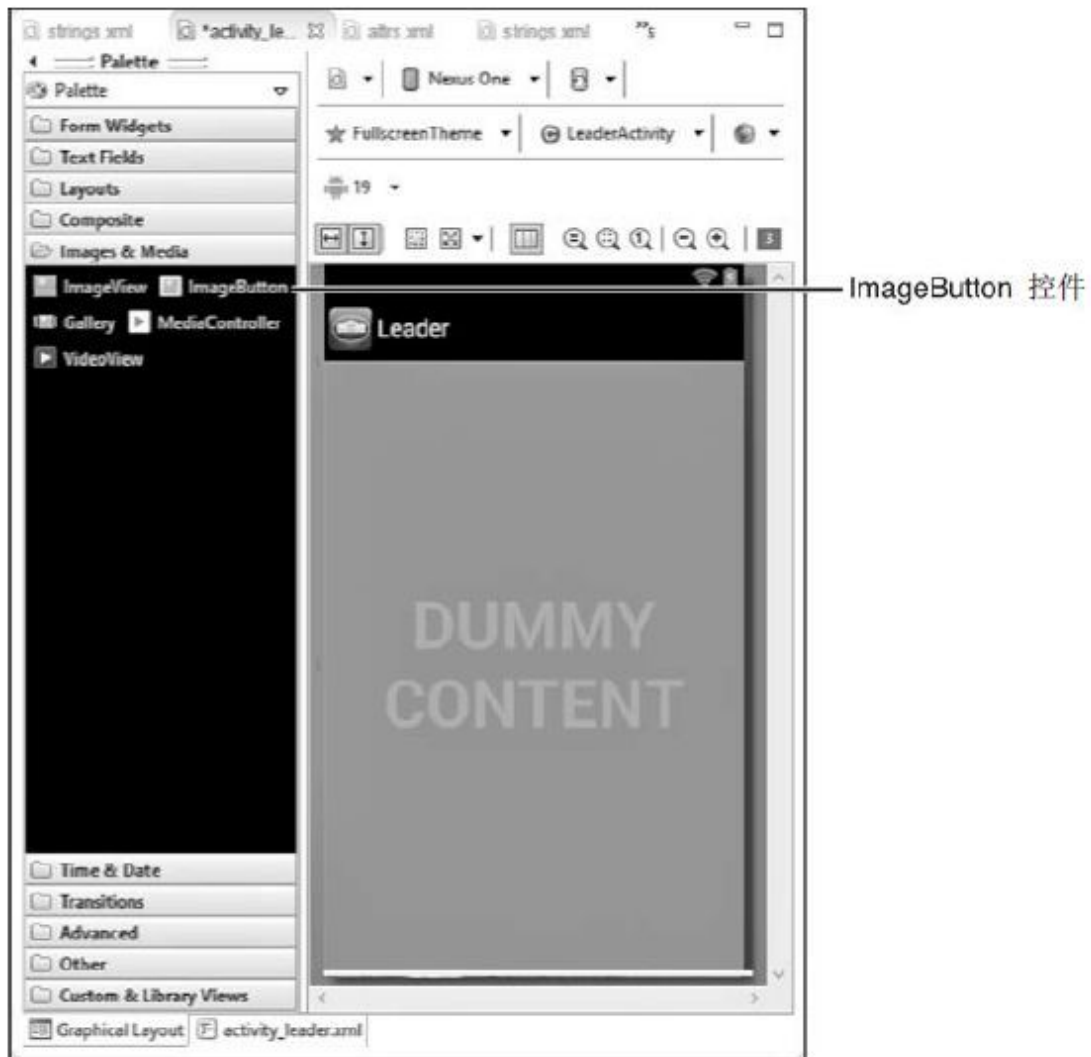 strings xml
*activity_le...
attrs xml
strings xml
»5
Palette
Palette
Form Widgets
Text Fields
Layouts
Composite
Images & Media
ImageView
ImageButton
Gallery
MediaController
VideoView
Time & Date
Transitions
Advanced
Other
Custom & Library Views
Graphical Layout
activity_leader.xml
Nexus One
FullscreenTheme
LeaderActivity
19
3
Leader
DUMMY
CONTENT
ImageButton 控件